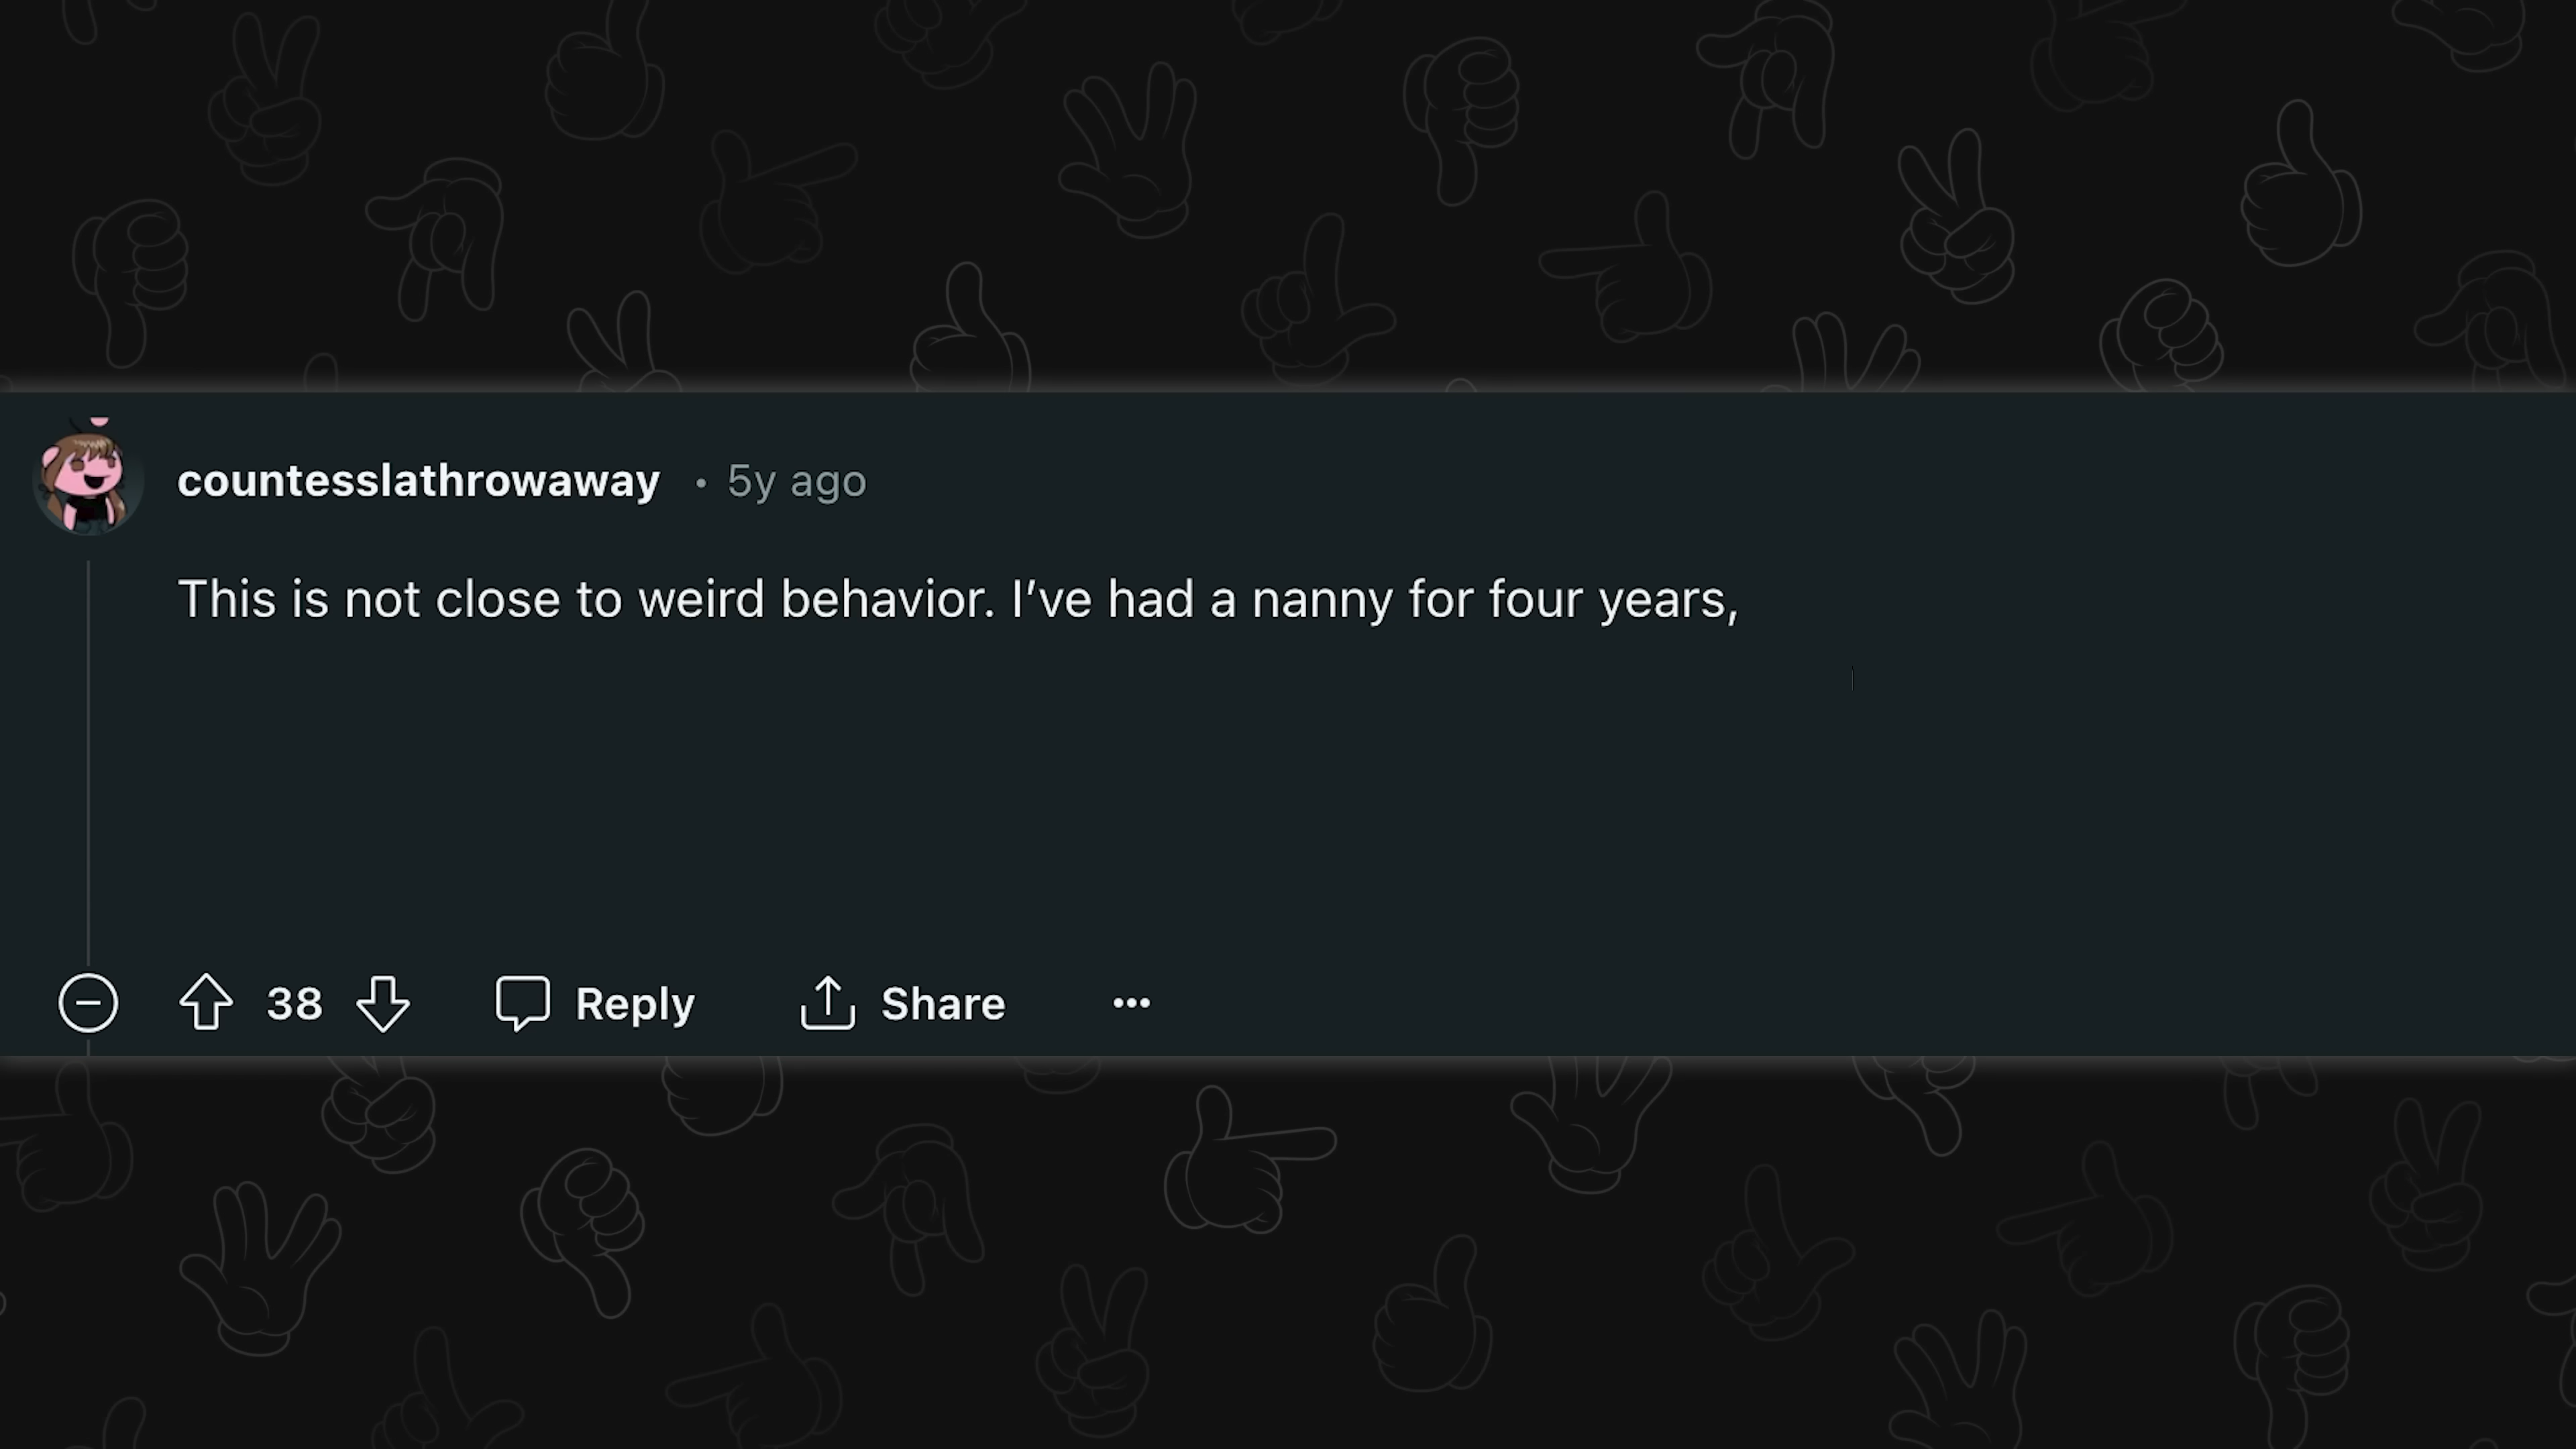 countesslathrowaway • 5y ago
This is not close to weird behavior. I’ve had a nanny for four years,
38 Reply Share •••